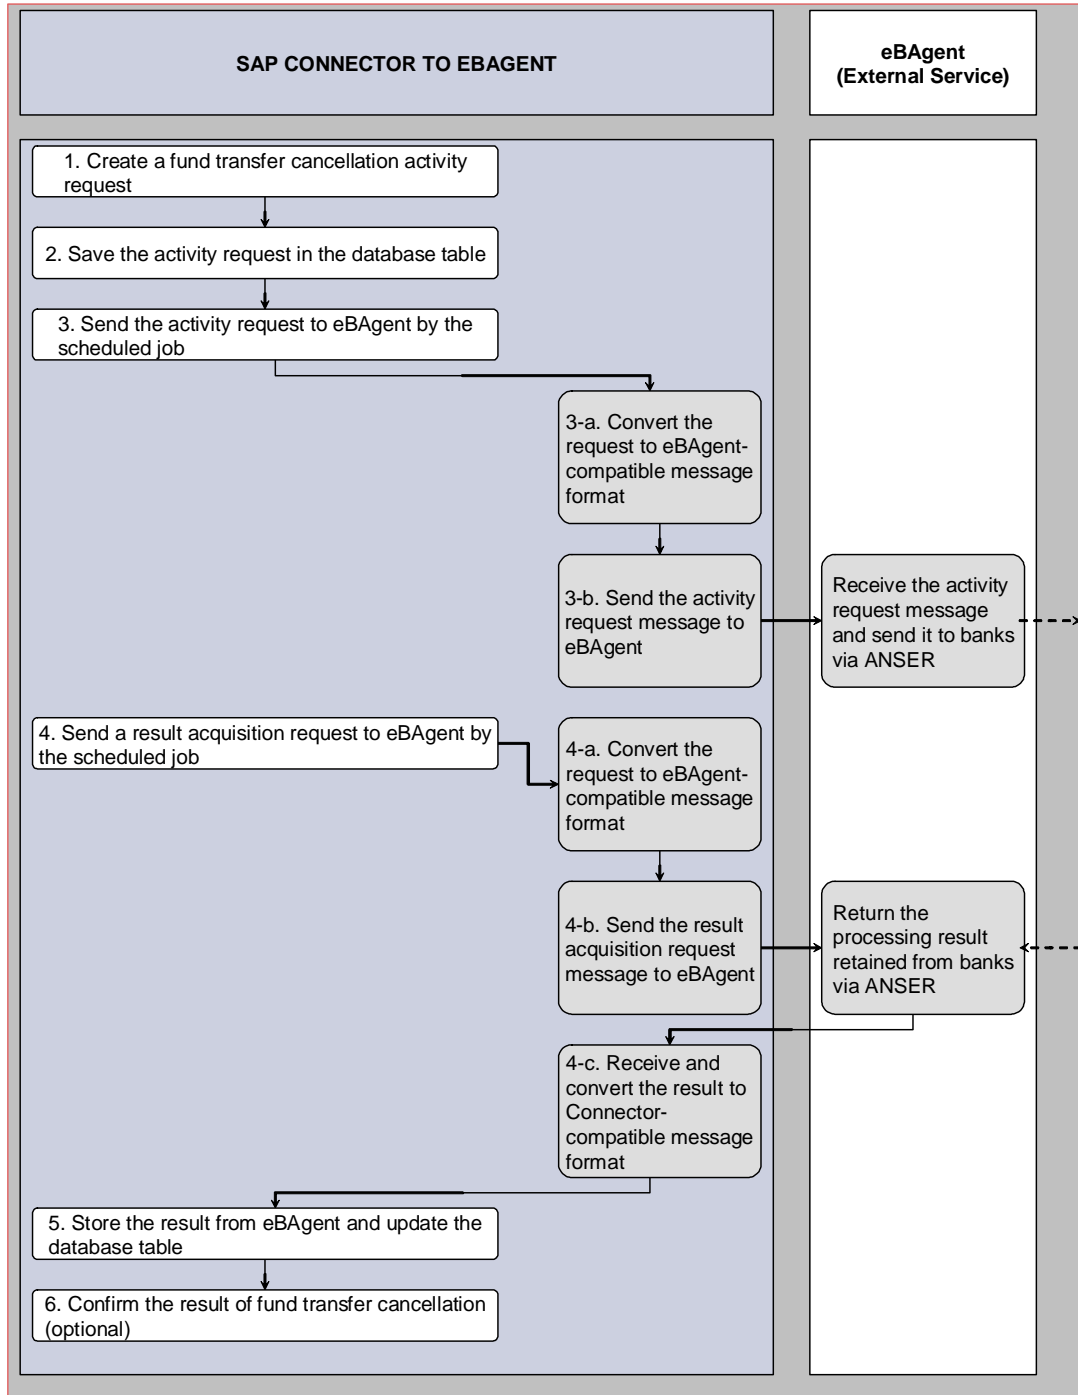 SAP CONNECTOR TO EBAGENT
eBAgent
(External Service)
1. Create a fund transfer cancellation activity
request
2. Save the activity request in the database table
3. Send the activity request to eBAgent by the
scheduled job
3-a. Convert the
request to eBAgent-
compatible message
format
3-b. Send the activity
request message to
eBAgent
Receive the activity
request message
and send it to banks
via ANSER
4. Send a result acquisition request to eBAgent by
the scheduled job
4-a. Convert the
request to eBAgent-
compatible message
format
4-b. Send the result
acquisition request
message to eBAgent
Return the
processing result
retained from banks
via ANSER
4-c. Receive and
convert the result to
Connector-
compatible message
format
5. Store the result from eBAgent and update the
database table
6. Confirm the result of fund transfer cancellation
(optional)